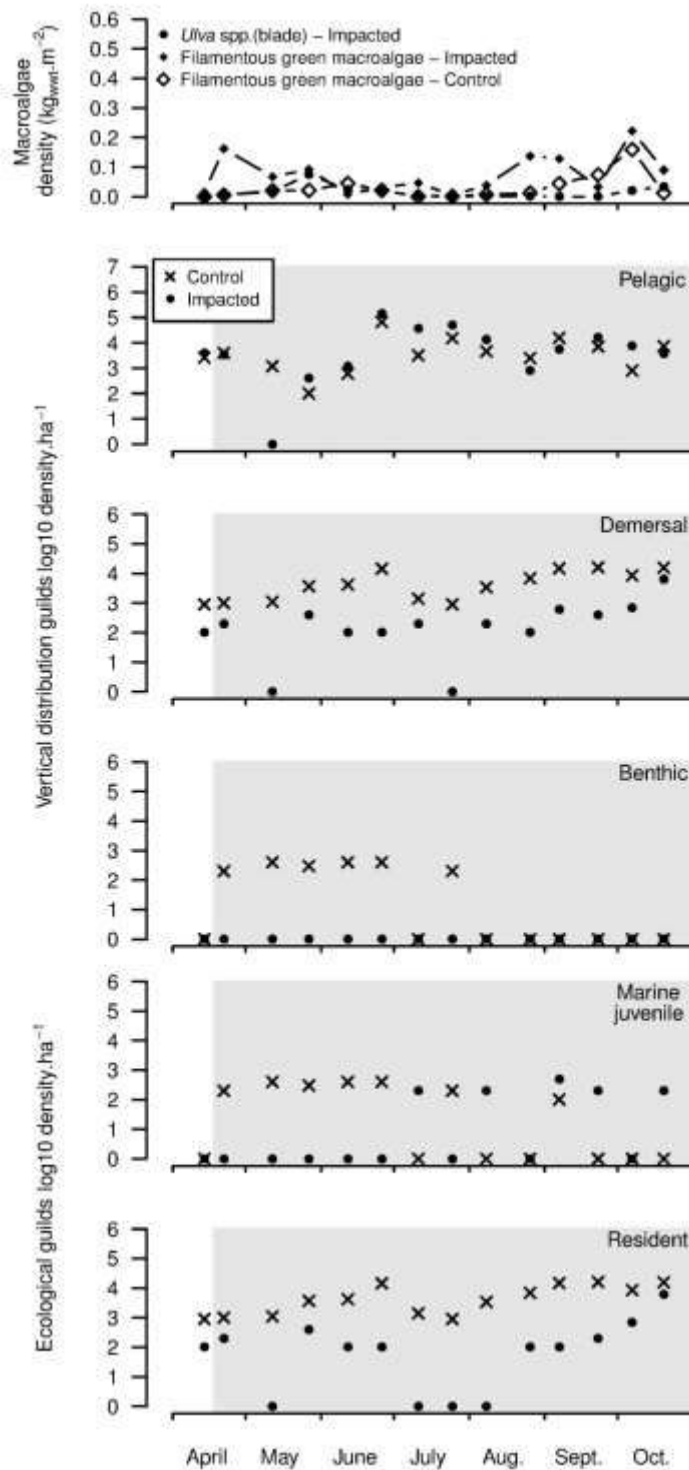 Macroalgae
density (kgwwt.m−2)
0.6
0.5
0.4
0.3
0.2
0.1
0.0
Ulva spp.(blade) − Impacted
Filamentous green macroalgae − Impacted
Filamentous green macroalgae − Control
Vertical distribution guilds log10 density.ha−1
7
6
5
4
3
2
1
0
Control
Impacted
Pelagic
6
5
4
3
2
1
0
Demersal
6
5
4
3
2
1
0
Benthic
Ecological guilds log10 density.ha−1
6
5
4
3
2
1
0
Marine
juvenile
6
5
4
3
2
1
0
Resident
April May June July Aug. Sept. Oct.